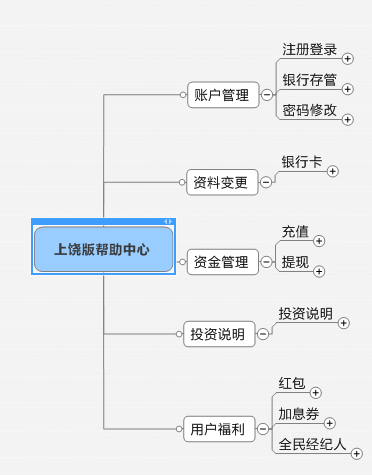 注册登录
账户管理
银行存管
密码修改
资料变更
银行卡
上饶版帮助中心
资金管理
充值
提现
投资说明
投资说明
用户福利
红包
加息券
全民经纪人